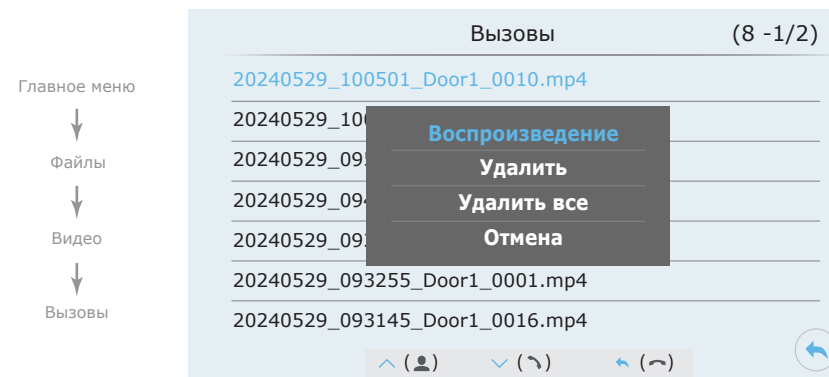 Вызовы (8 -1/2)
Главное меню
Файлы
Видео
Вызовы
20240529_100501_Door1_0010.mp4
20240529_10
20240529_09
20240529_09
20240529_09
20240529_093255_Door1_0001.mp4
20240529_093145_Door1_0016.mp4
Воспроизведение
Удалить
Удалить все
Отмена